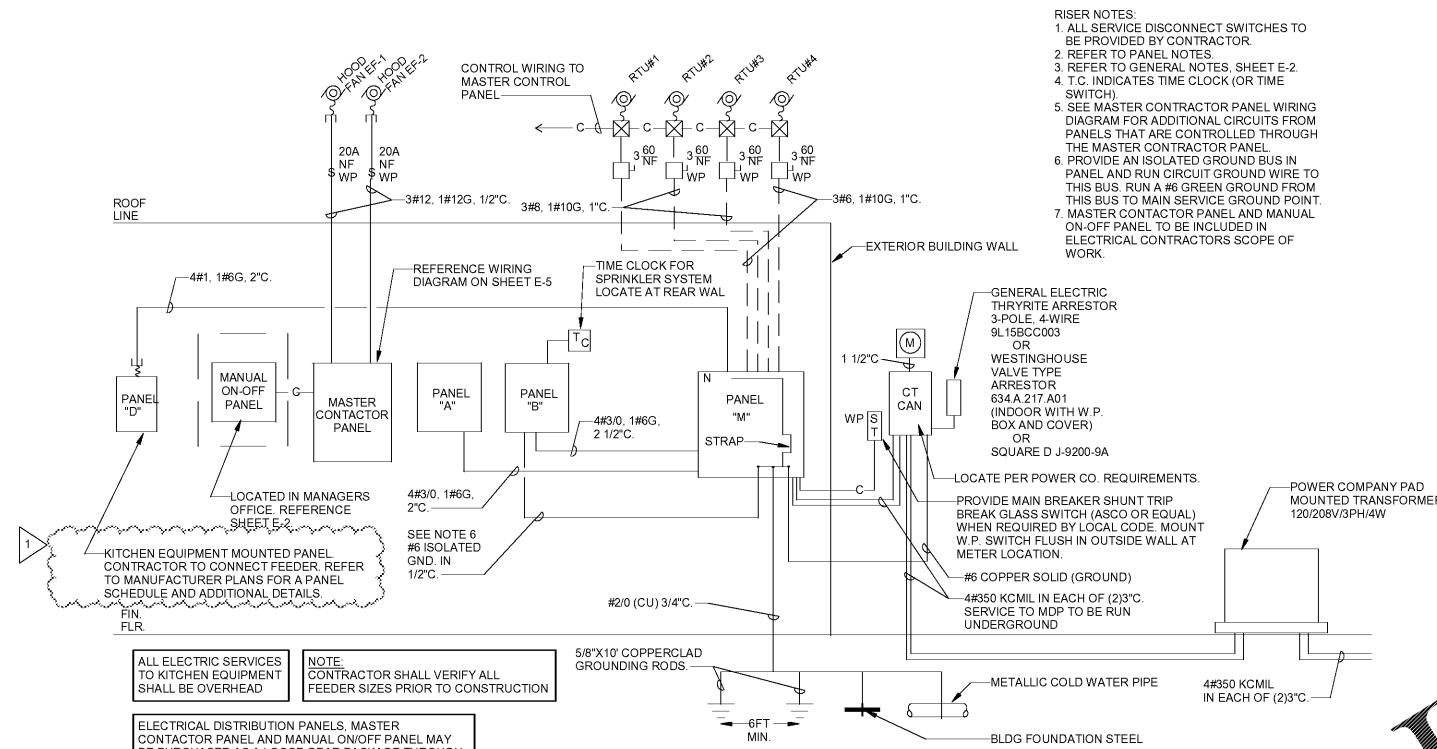 RISER NOTES:
1. ALL SERVICE DISCONNECT SWITCHES TO
BE PROVIDED BY CONTRACTOR.
2. REFER TO PANEL NOTES.
3. REFER TO GENERAL NOTES, SHEET E-2.
4. T.C. INDICATES TIME CLOCK (OR TIME
SWITCH).
5. SEE MASTER CONTRACTOR PANEL WIRING
DIAGRAM FOR ADDITIONAL CIRCUITS FROM
PANELS THAT ARE CONTROLLED THROUGH
THE MASTER CONTRACTOR PANEL.
6. PROVIDE AN ISOLATED GROUND BUS IN
PANEL AND RUN CIRCUIT GROUND WIRE TO
THIS BUS. RUN A #6 GREEN GROUND FROM
THIS BUS TO MAIN SERVICE GROUND POINT.
7. MASTER CONTACTOR PANEL AND MANUAL
ON-OFF PANEL TO BE INCLUDED IN
ELECTRICAL CONTRACTORS SCOPE OF
WORK.
HOOD
FAN EF-1
HOOD
FAN EF-2
CONTROL WIRING TO
MASTER CONTROL
PANEL
RTU#1
RTU#2
RTU#3
RTU#4
C
C
C
C
20A
NF
S WP
20A
NF
S WP
3 60
NF
3 60
NF
WP
3 60
NF
WP
3 60
NF
WP
3#12, 1#12G, 1/2"C.
3#8, 1#10G, 1"C.
3#6, 1#10G, 1"C.
ROOF
LINE
EXTERIOR BUILDING WALL
4#1, 1#6G, 2"C.
REFERENCE WIRING
DIAGRAM ON SHEET E-5
TIME CLOCK FOR
SPRINKLER SYSTEM
LOCATE AT REAR WAL
TC
GENERAL ELECTRIC
THRYRITE ARRESTOR
3-POLE, 4-WIRE
9L15BCC003
OR
WESTINGHOUSE
VALVE TYPE
ARRESTOR
634.A.217.A01
(INDOOR WITH W.P.
BOX AND COVER)
OR
SQUARE D J-9200-9A
M
1 1/2"C
CT
CAN
WP
S
T
PANEL
"D"
MANUAL
ON-OFF
PANEL
C
MASTER
CONTACTOR
PANEL
PANEL
"A"
PANEL
"B"
N
PANEL
"M"
STRAP
4#3/0, 1#6G,
2 1/2"C.
4#3/0, 1#6G,
2"C.
C
LOCATED IN MANAGERS
OFFICE. REFERENCE
SHEET E-2
SEE NOTE 6
#6 ISOLATED
GND. IN
1/2"C.
LOCATE PER POWER CO. REQUIREMENTS.
PROVIDE MAIN BREAKER SHUNT TRIP
BREAK GLASS SWITCH (ASCO OR EQUAL)
WHEN REQUIRED BY LOCAL CODE. MOUNT
W.P. SWITCH FLUSH IN OUTSIDE WALL AT
METER LOCATION.
POWER COMPANY PAD
MOUNTED TRANSFORMER
120/208V/3PH/4W
1
KITCHEN EQUIPMENT MOUNTED PANEL.
CONTRACTOR TO CONNECT FEEDER. REFER
TO MANUFACTURER PLANS FOR A PANEL
SCHEDULE AND ADDITIONAL DETAILS.
#6 COPPER SOLID (GROUND)
4#350 KCMIL IN EACH OF (2)3"C.
SERVICE TO MDP TO BE RUN
UNDERGROUND
#2/0 (CU) 3/4"C.
FIN.
FLR.
ALL ELECTRIC SERVICES
TO KITCHEN EQUIPMENT
SHALL BE OVERHEAD
NOTE:
CONTRACTOR SHALL VERIFY ALL
FEEDER SIZES PRIOR TO CONSTRUCTION
5/8"X10' COPPERCLAD
GROUNDING RODS.
6FT
MIN.
METALLIC COLD WATER PIPE
BLDG FOUNDATION STEEL
4#350 KCMIL
IN EACH OF (2)3"C.
ELECTRICAL DISTRIBUTION PANELS, MASTER
CONTACTOR PANEL AND MANUAL ON/OFF PANEL MAY
BE PURCHASED AS A LOOSE GEAR PACKAGE THROUGH